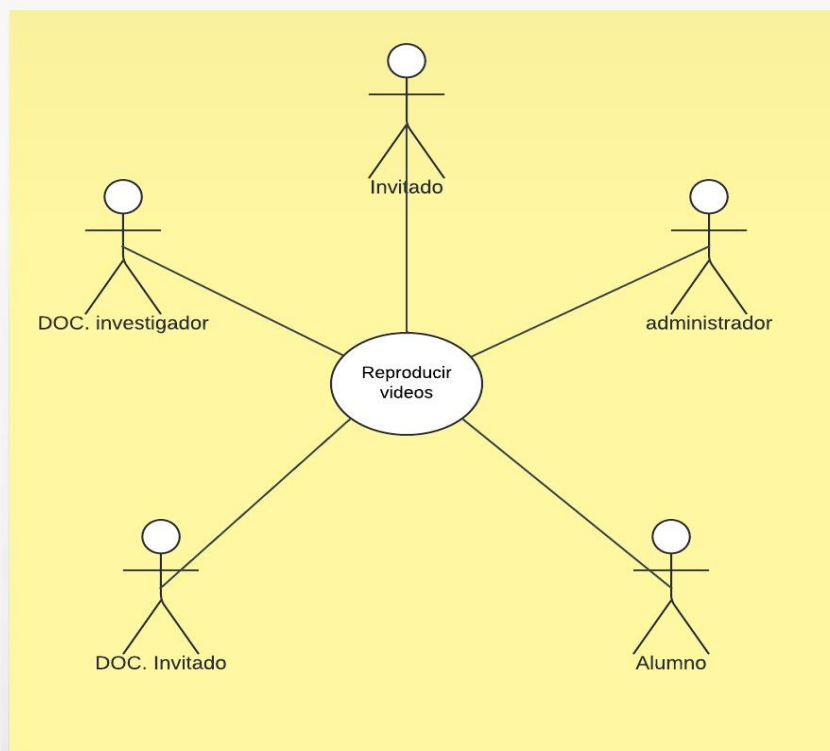 Invitado
DOC. investigador
administrador
Reproducir
videos
DOC. Invitado
Alumno